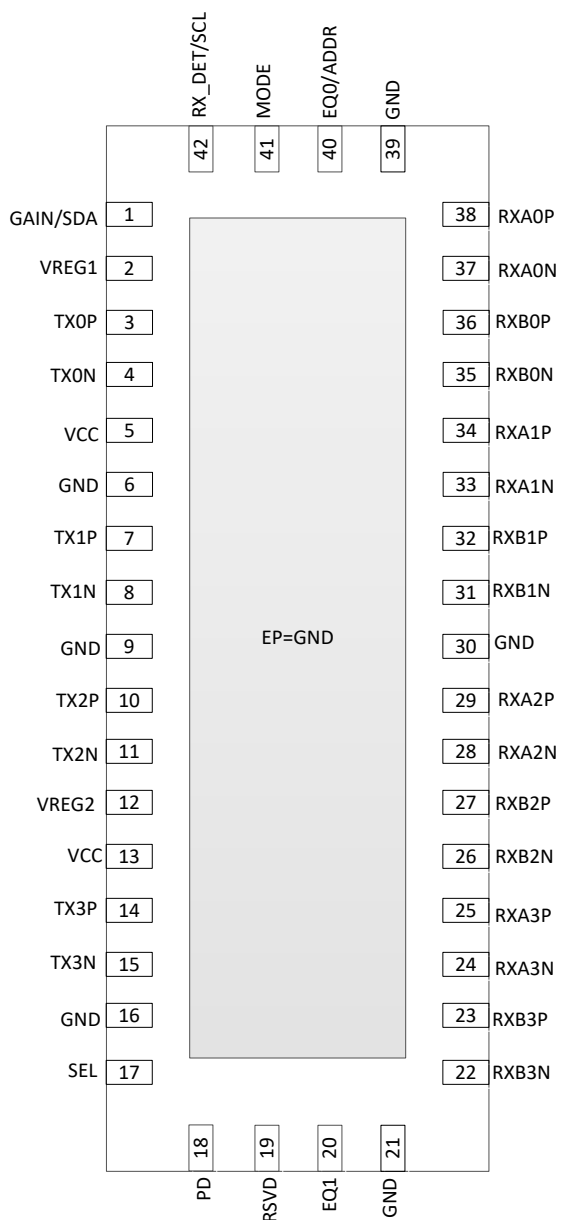 RX_DET/SCL
MODE
EQ0/ADDR
GND
42
41
40
39
GAIN/SDA 1
38 RXA0P
VREG1 2
37 RXA0N
TX0P 3
36 RXB0P
TX0N 4
35 RXB0N
VCC 5
34 RXA1P
GND 6
33 RXA1N
TX1P 7
32 RXB1P
TX1N 8
31 RXB1N
GND 9
EP=GND
30 GND
TX2P 10
29 RXA2P
TX2N 11
28 RXA2N
VREG2 12
27 RXB2P
VCC 13
26 RXB2N
TX3P 14
25 RXA3P
TX3N 15
24 RXA3N
GND 16
23 RXB3P
SEL 17
22 RXB3N
18
19
20
21
PD
RSVD
EQ1
GND